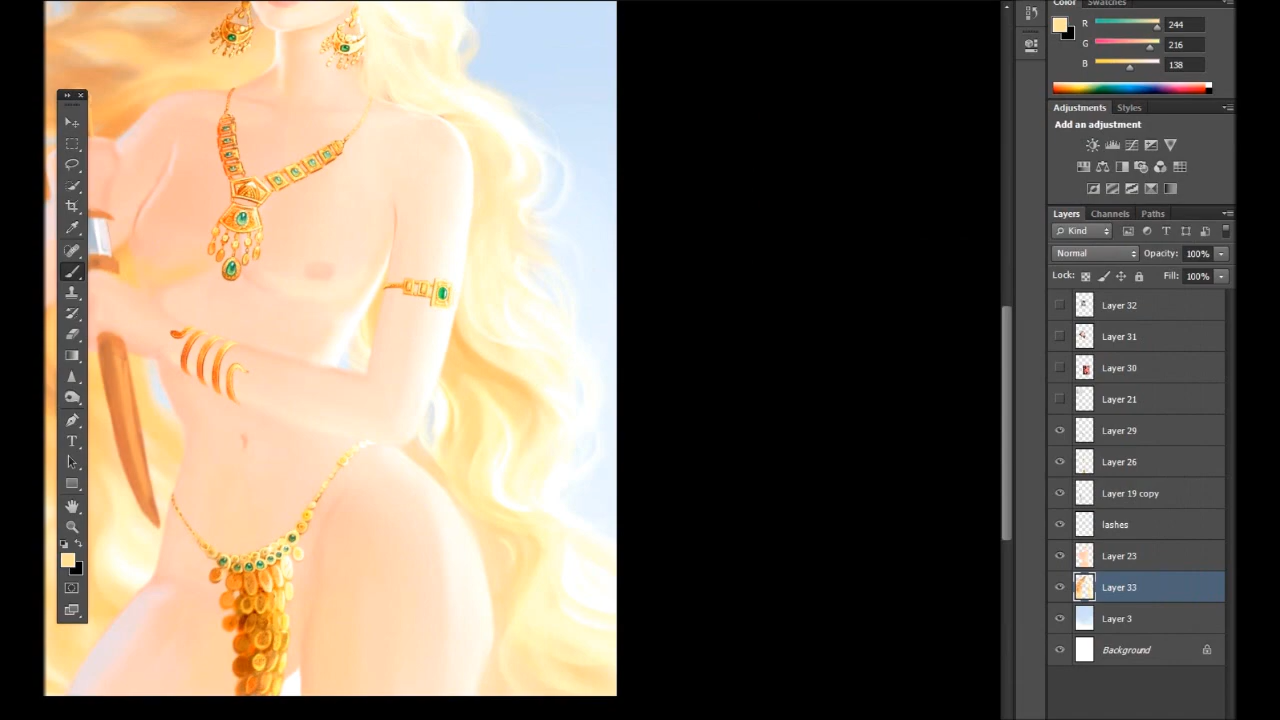 Color Swatches
R 244
G 216
B 138
Adjustments Styles
Add an adjustment
Layers Channels Paths
Kind
Normal Opacity: 100%
Lock: Fill: 100%
Layer 32
Layer 31
Layer 30
Layer 21
Layer 29
Layer 26
Layer 19 copy
lashes
Layer 23
Layer 33
Layer 3
Background